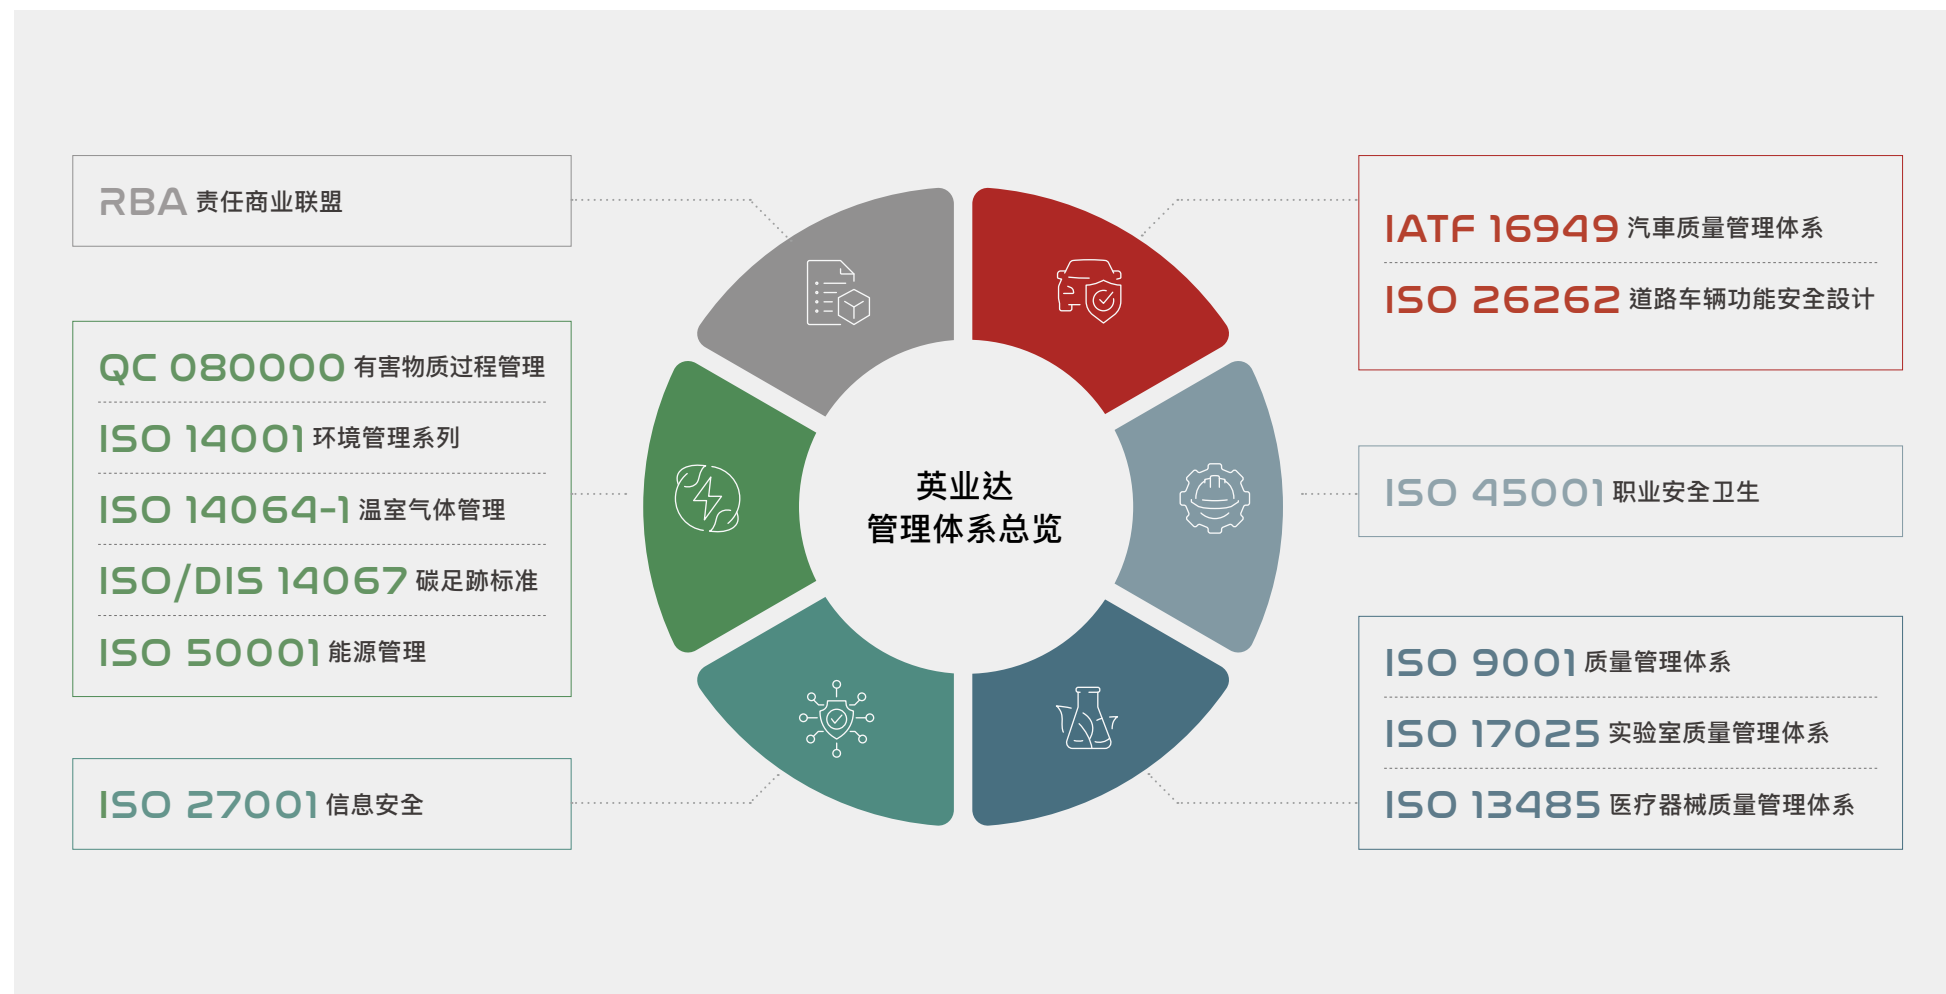 RBA 责任商业联盟
QC 080000 有害物质过程管理
ISO 14001 环境管理系列
ISO 14064-1 温室气体管理
ISO/DIS 14067 碳足跡标准
ISO 50001 能源管理
ISO 27001 信息安全
英业达
管理体系总览
IATF 16949 汽車质量管理体系
ISO 26262 道路车辆功能安全設计
ISO 45001 职业安全卫生
ISO 9001 质量管理体系
ISO 17025 实验室质量管理体系
ISO 13485 医疗器械质量管理体系